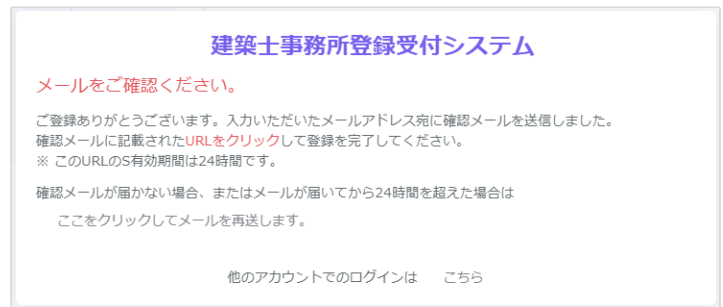 建築士事務所登録受付システム
メールをご確認ください。
ご登録ありがとうございます。入力いただいたメールアドレス宛に確認メールを送信しました。
確認メールに記載されたURLをクリックして登録を完了してください。
※ このURLのS有効期間は24時間です。
確認メールが届かない場合、またはメールが届いてから24時間を超えた場合は
ここをクリックしてメールを再送します。
他のアカウントでのログインは こちら